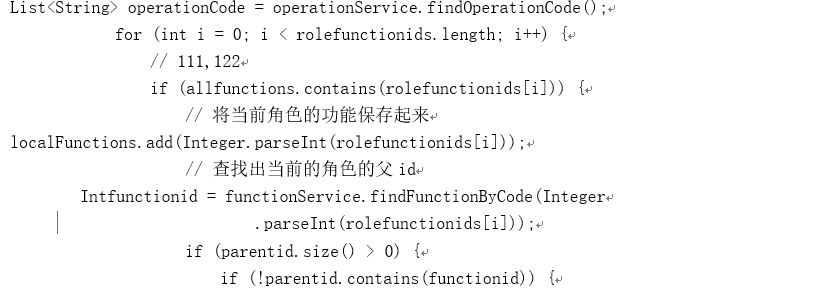 List<String> operationCode = operationService.findOperationCode();
for (int i = 0; i < rolefunctionids.length; i++) {
// 111,122
if (allfunctions.contains(rolefunctionids[i])) {
// 将当前角色的功能保存起来
localFunctions.add(Integer.parseInt(rolefunctionids[i]));
// 查找出当前的角色的父id
Intfunctionid = functionService.findFunctionByCode(Integer
.parseInt(rolefunctionids[i]));
if (parentid.size() > 0) {
if (!parentid.contains(functionid)) {